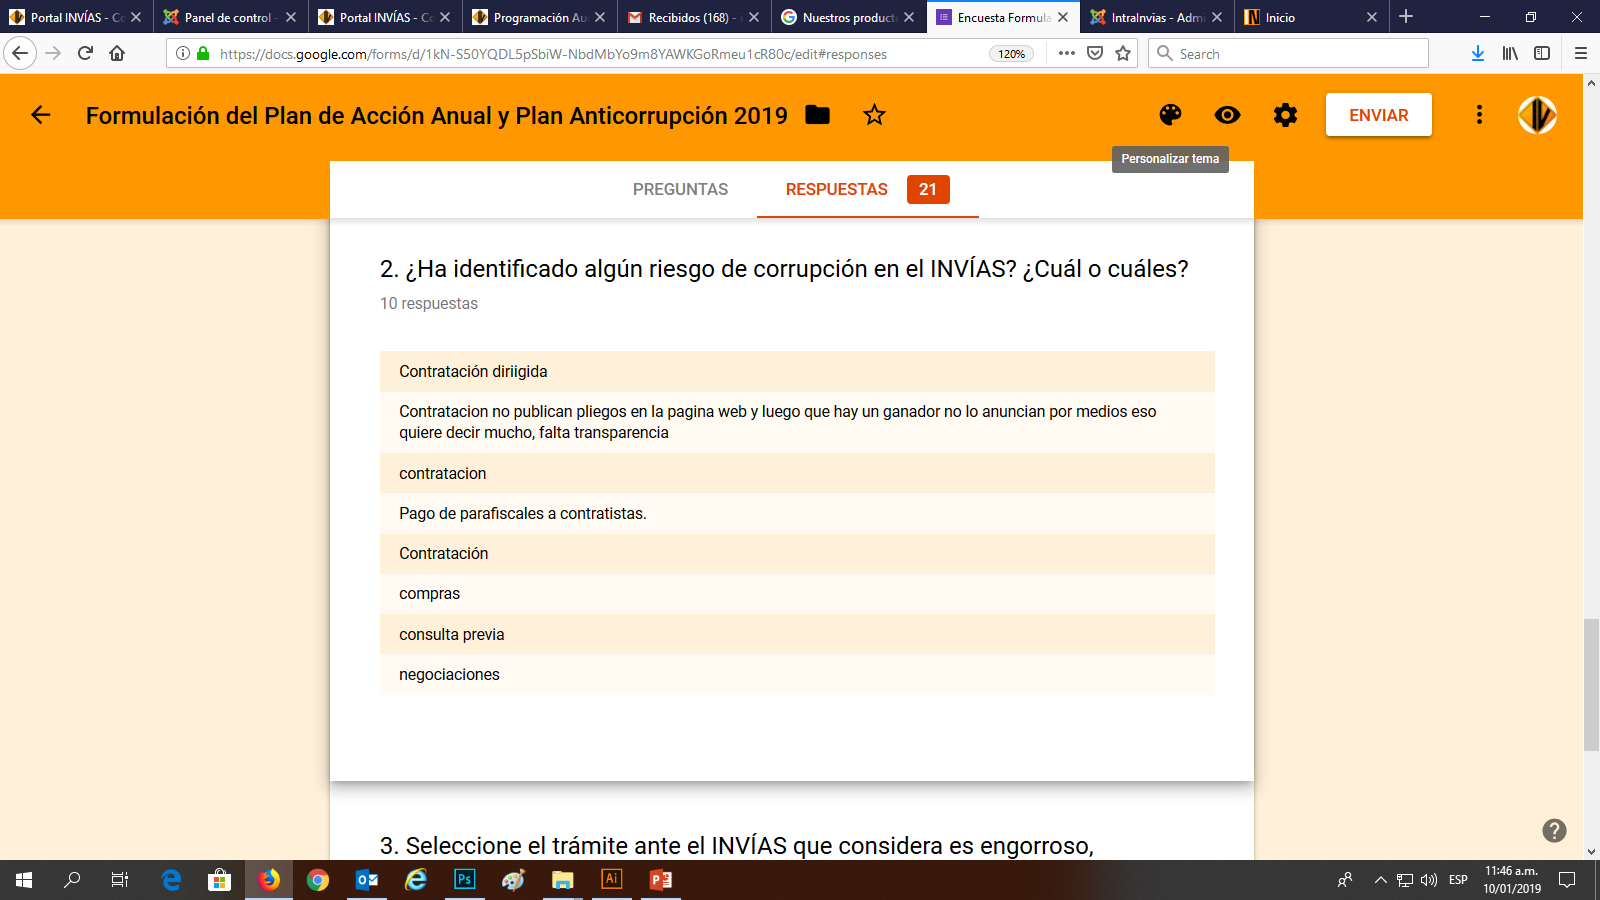 Portal INVÍAS - Co
Panel de control -
Portal INVÍAS - Co
Programación Au
Recibidos (168) -
Nuestros product
Encuesta Formula
IntraInvias - Adm
Inicio
https://docs.google.com/forms/d/1kN-S50YQDL5pSbiW-NbdMbYo9m8YAWKGoRmeu1cR80c/edit#responses
120%
Search
Formulación del Plan de Acción Anual y Plan Anticorrupción 2019
ENVIAR
Personalizar tema
PREGUNTAS
RESPUESTAS
21
2. ¿Ha identificado algún riesgo de corrupción en el INVÍAS? ¿Cuál o cuáles?
10 respuestas
Contratación diriigida
Contratacion no publican pliegos en la pagina web y luego que hay un ganador no lo anuncian por medios eso
quiere decir mucho, falta transparencia
contratacion
Pago de parafiscales a contratistas.
Contratación
compras
consulta previa
negociaciones
3. Seleccione el trámite ante el INVÍAS que considera es engorroso,
Ps
Ai
ESP
11:46 a.m.
10/01/2019